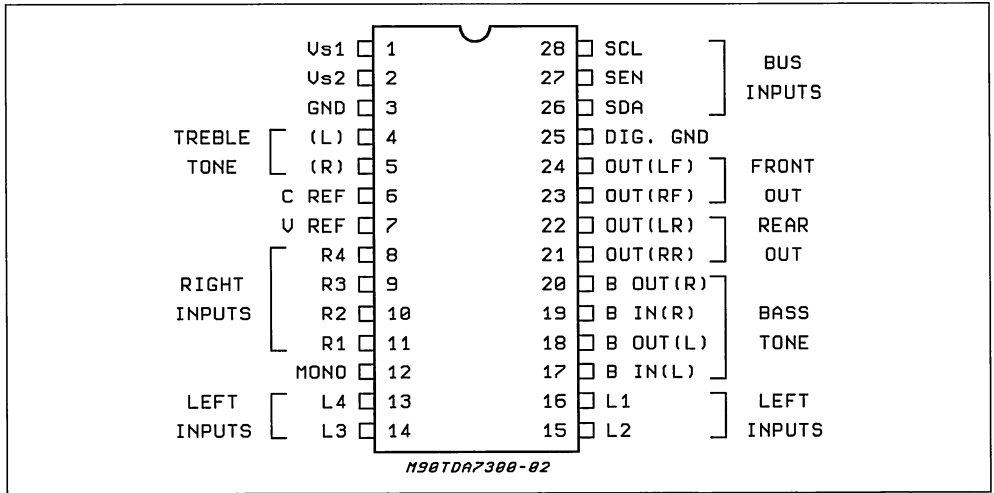 Vs1 1 28 SCL
BUS
Vs2 2 27 SEN
INPUTS
GND 3 26 SDA
TREBLE (L) 4 25 DIG. GND
TONE (R) 5 24 OUT(LF) FRONT
C REF 6 23 OUT(RF) OUT
V REF 7 22 OUT(LR) REAR
R4 8 21 OUT(RR) OUT
RIGHT R3 9 20 B OUT(R)
INPUTS R2 10 19 B IN(R) BASS
R1 11 18 B OUT(L) TONE
MONO 12 17 B IN(L)
LEFT L4 13 16 L1 LEFT
INPUTS L3 14 15 L2 INPUTS
M90TDA7300-02